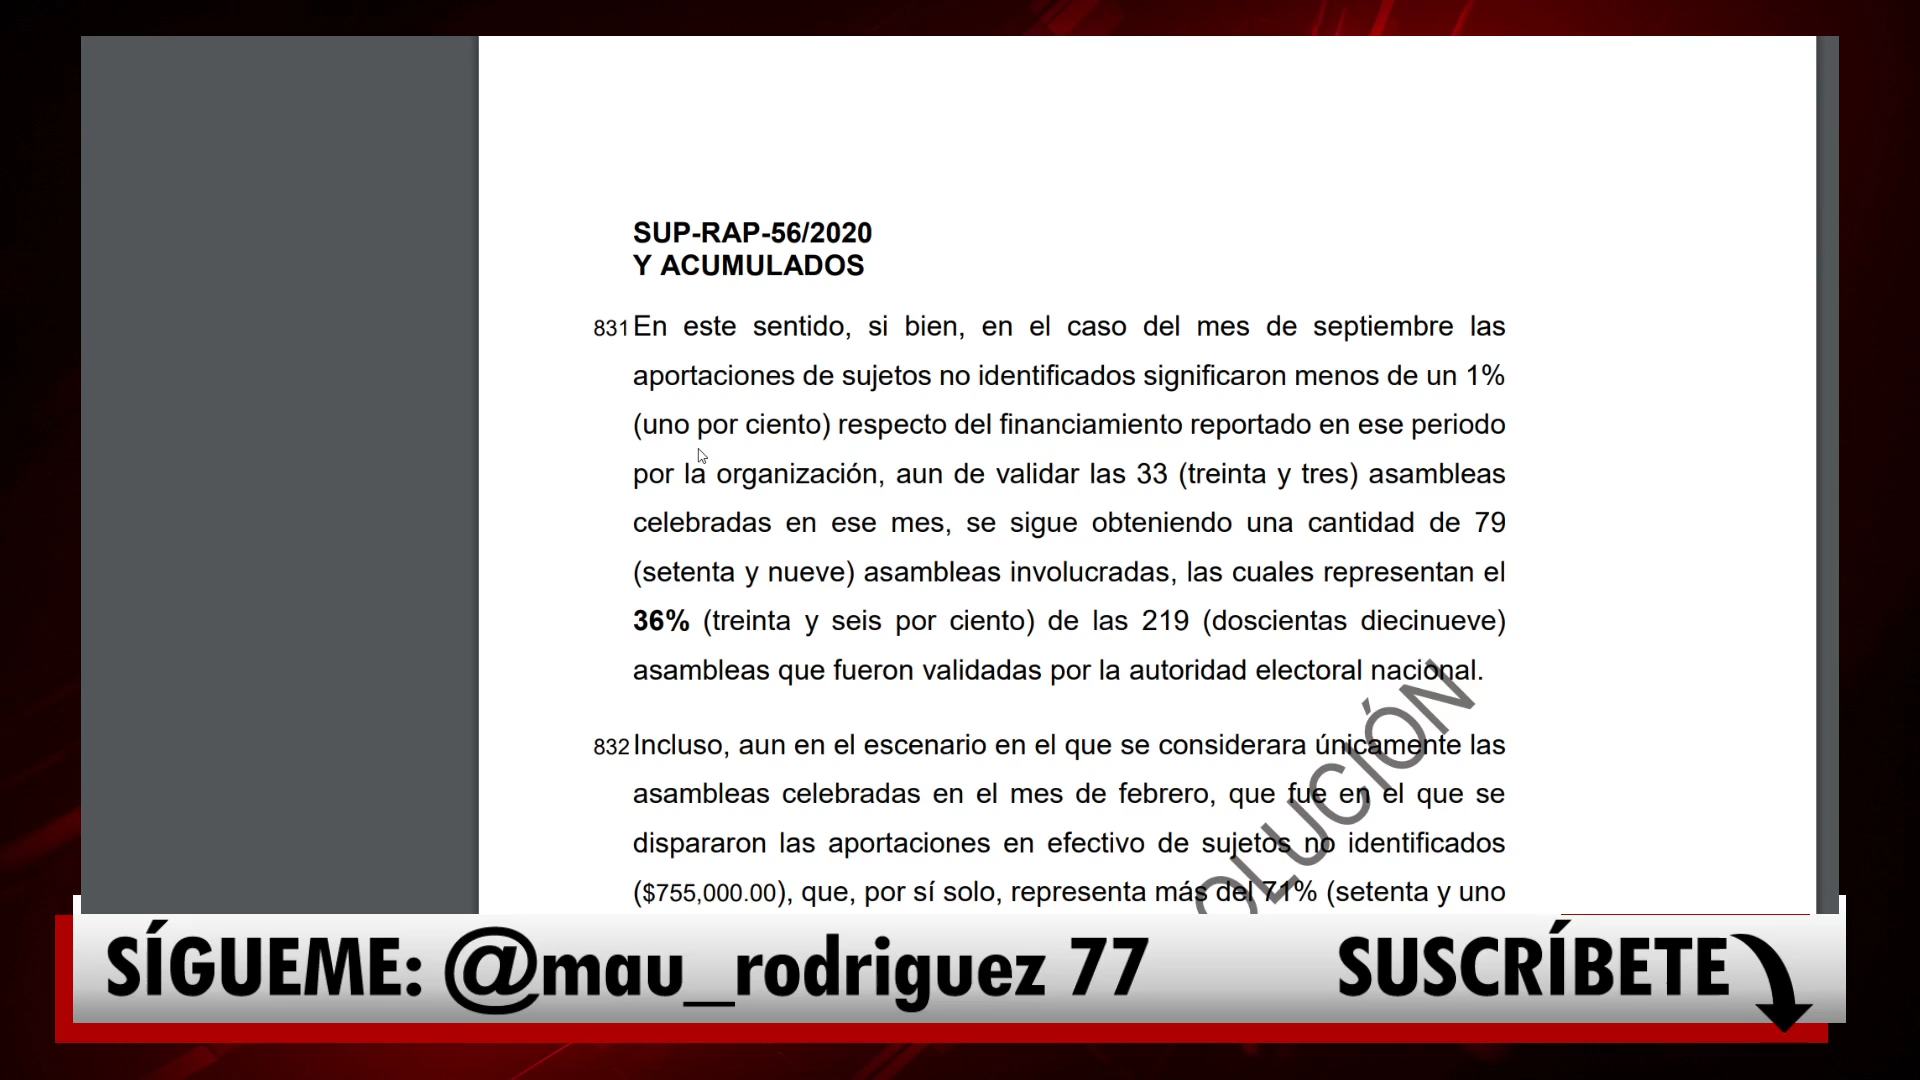 SUP-RAP-56/2020
Y ACUMULADOS
831 En este sentido, si bien, en el caso del mes de septiembre las
aportaciones de sujetos no identificados significaron menos de un 1%
(uno por ciento) respecto del financiamiento reportado en ese periodo
por la organización, aun de validar las 33 (treinta y tres) asambleas
celebradas en ese mes, se sigue obteniendo una cantidad de 79
(setenta y nueve) asambleas involucradas, las cuales representan el
36% (treinta y seis por ciento) de las 219 (doscientas diecinueve)
asambleas que fueron validadas por la autoridad electoral nacional.
832 Incluso, aun en el escenario en el que se considerara únicamente las
asambleas celebradas en el mes de febrero, que fue en el que se
dispararon las aportaciones en efectivo de sujetos no identificados
($755,000.00), que, por sí solo, representa más del 71% (setenta y uno
OLUCIÓN
SÍGUEME: @mau_rodriguez 77
SUSCRÍBETE